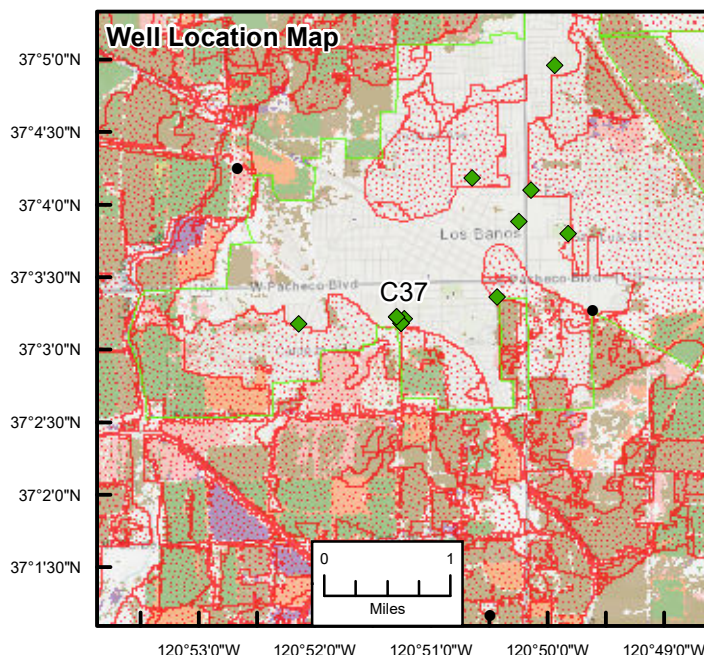 Well Location Map
37°5'0"N
37°4'30"N
37°4'0"N
Los Banos
37°3'30"N
W Pacheco Blvd
Pacheco Blvd
C37
37°3'0"N
37°2'30"N
37°2'0"N
37°1'30"N
0 1
Miles
120°53'0"W 120°52'0"W 120°51'0"W 120°50'0"W 120°49'0"W